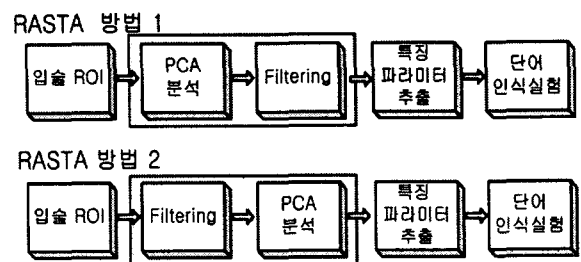 RASTA 방법 1
입술 ROI
PCA
분석
Filtering
특징
파라미터
추출
단어
인식실험
RASTA 방법 2
입술 ROI
Filtering
PCA
분석
특징
파라미터
추출
단어
인식실험